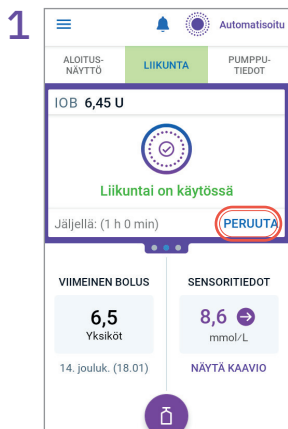 1
Automatisoitu
ALOITUS-
NÄYTTÖ
LIIKUNTA
PUMPPU-
TIEDOT
IOB 6,45 U
Liikuntai on käytössä
Jäljellä: (1 h 0 min) PERUUTA
VIIMEINEN BOLUS
6,5
Yksiköt
14. jouluk. (18.01)
SENSORITIEDOT
8,6
mmol/L
NÄYTÄ KAAVIO